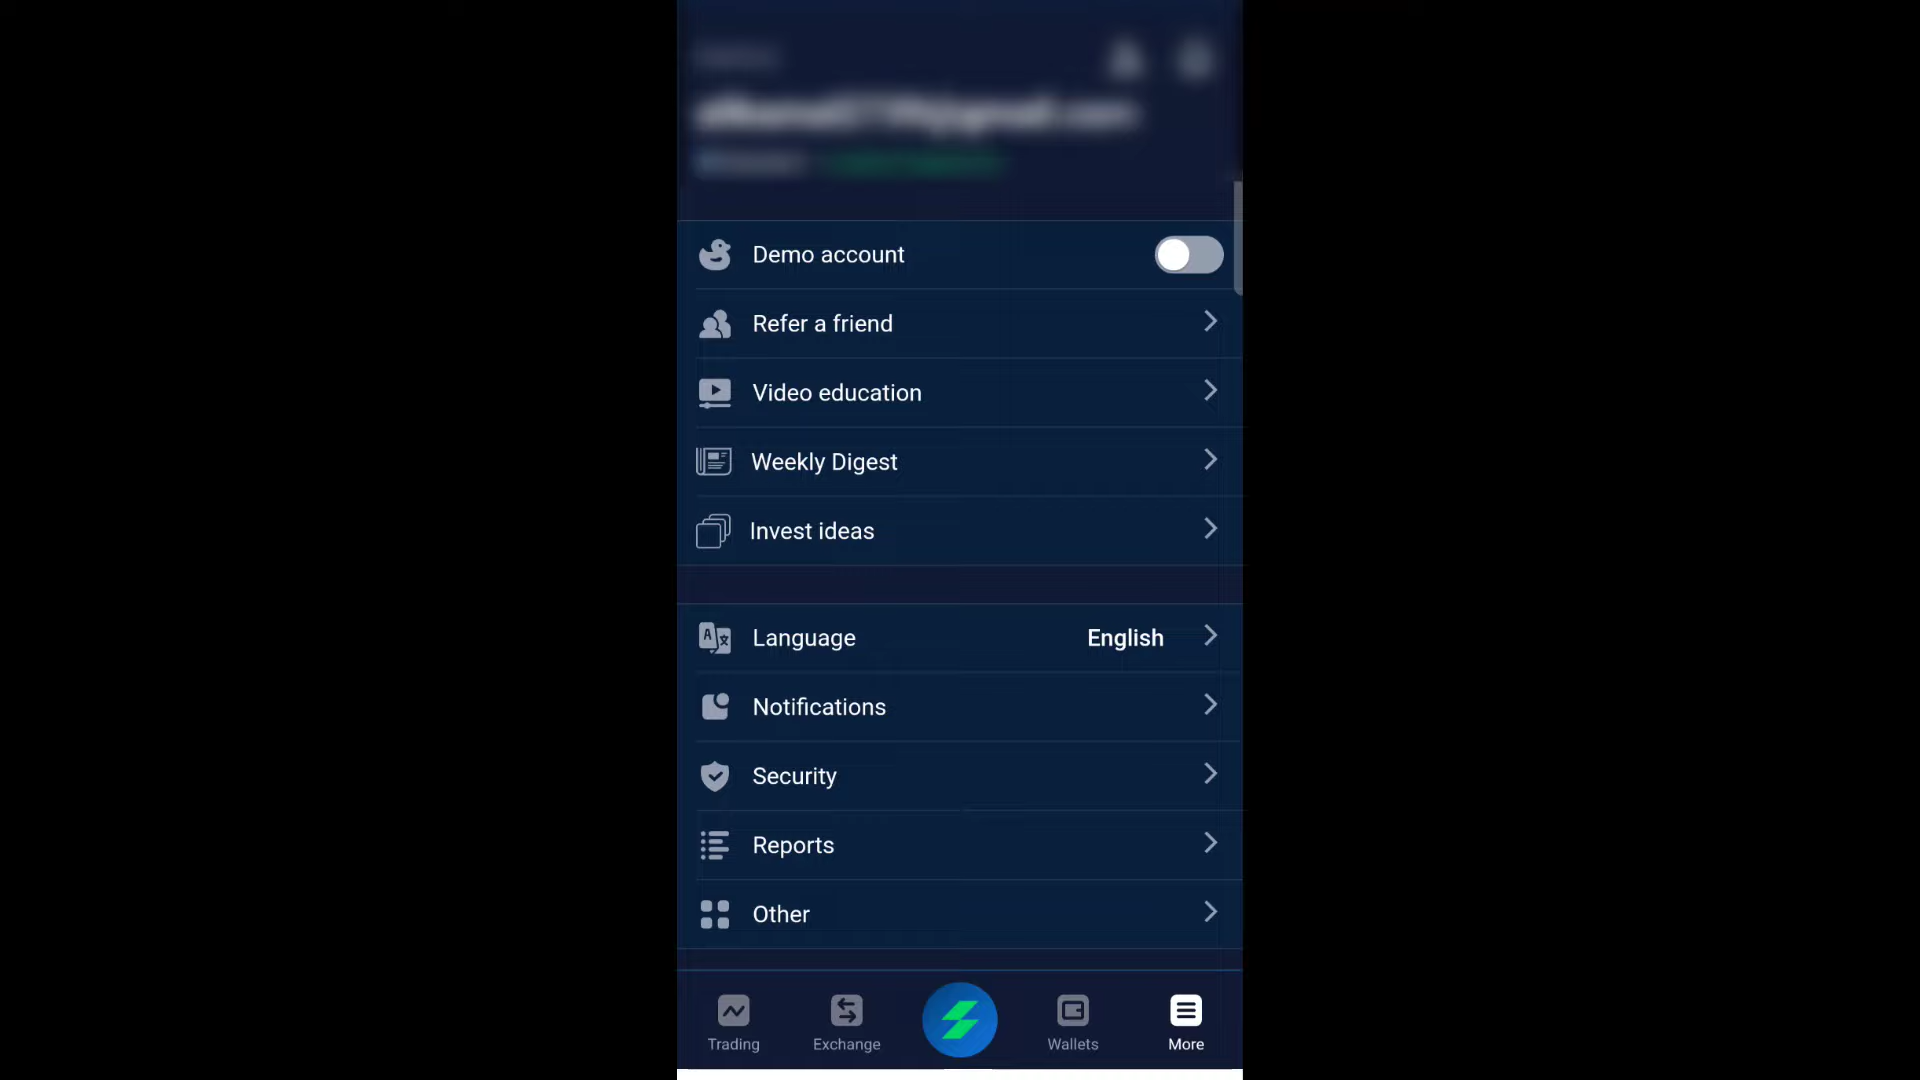 Demo account
Refer a friend
Video education
Weekly Digest
Invest ideas
Language English
Notifications
Security
Reports
Other
Trading Exchange Wallets More